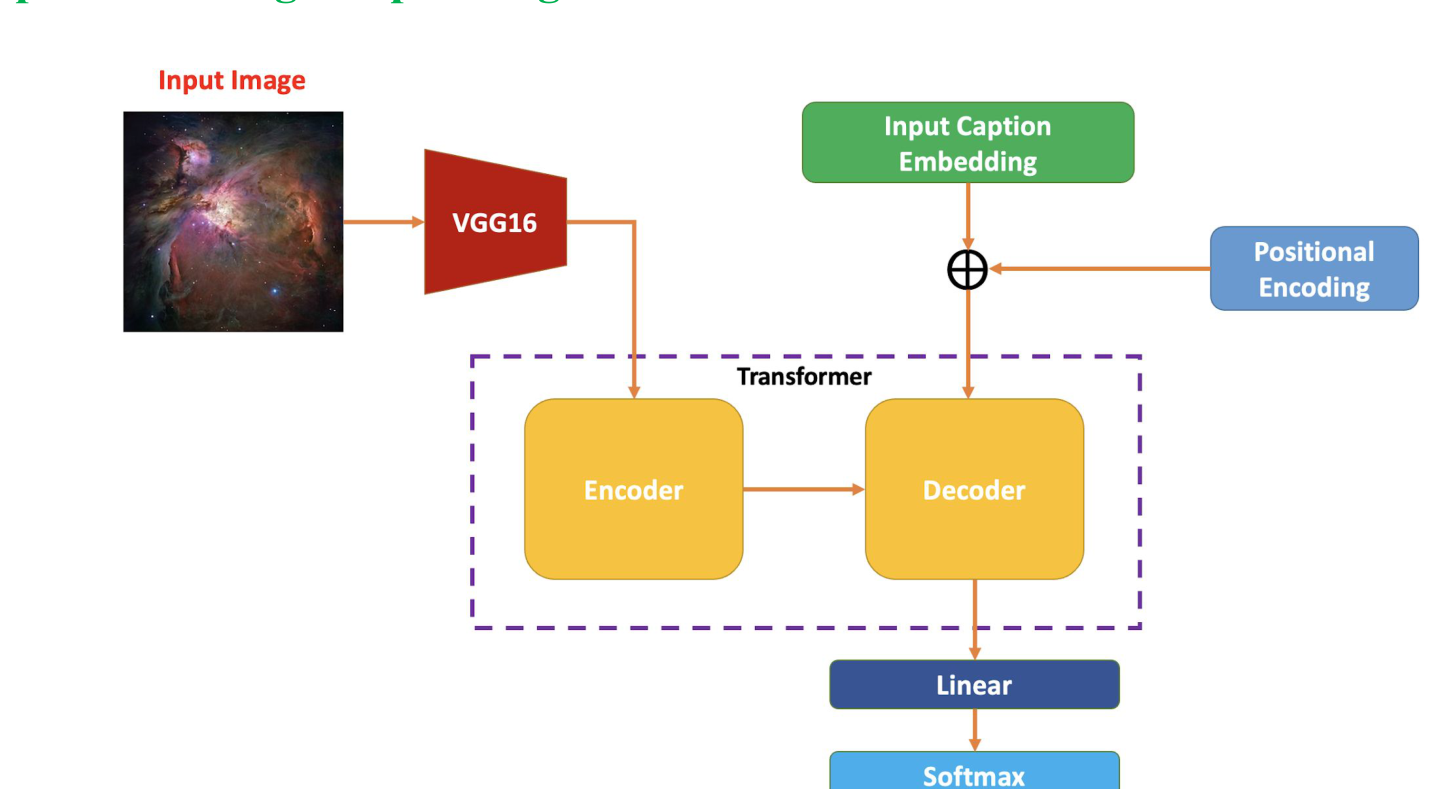 Input Image
Input Caption
Embedding
VGG16
Positional
Encoding
Transformer
Encoder
Decoder
Linear
Softmax